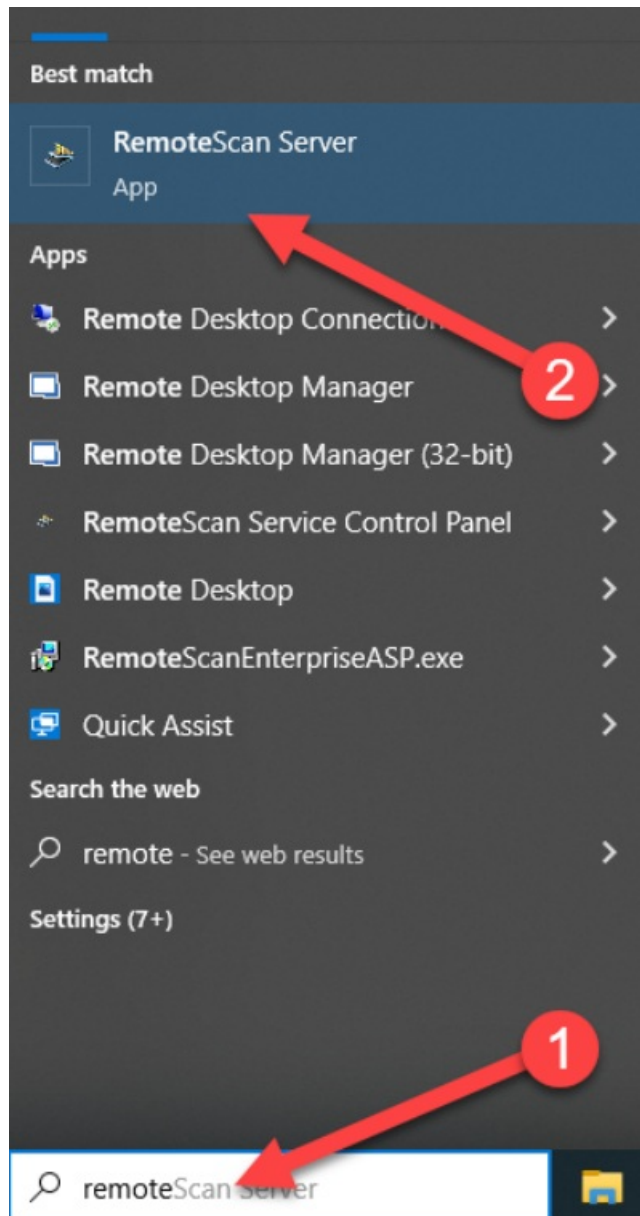 Best match
RemoteScan Server
App
Apps
Remote Desktop Connection
2
Remote Desktop Manager
Remote Desktop Manager (32-bit)
RemoteScan Service Control Panel
Remote Desktop
RemoteScanEnterpriseASP.exe
Quick Assist
Search the web
remote - See web results
Settings (7+)
1
remoteScan Server